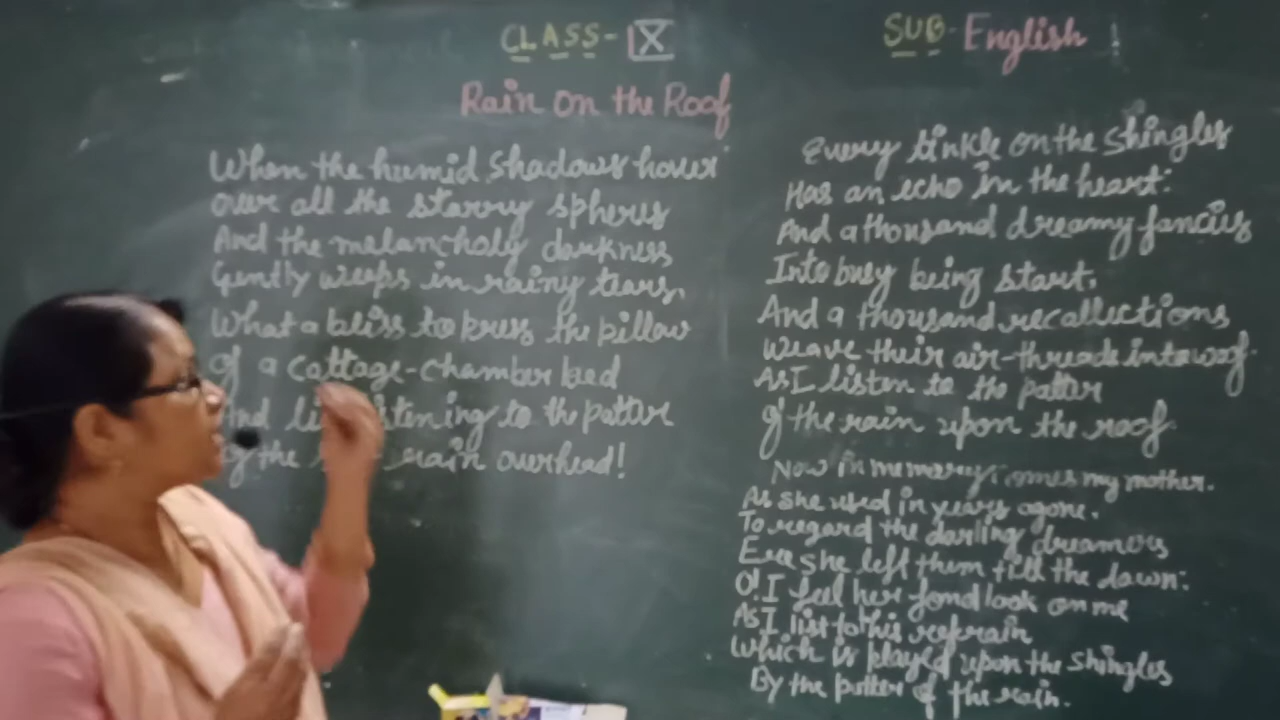 CLASS - IX
SUB - English
Rain on the Roof
When the humid shadows hover
over all the starry spheres
And the melancholy darkness
Gently weeps in rainy tears,
What a bliss to press the pillow
Of a cottage-chamber bed
And listening to the patter
Of the rain overhead!
Every tinkle on the shingles
Has an echo in the heart:
And a thousand dreamy fancies
Into busy being start,
And a thousand recollections
Weave their air-threads into woof.
As I listen to the patter
of the rain upon the roof.
Now in memory comes my mother.
As she used in years agone.
To regard the darling dreamers
Ere she left them till the dawn:
O! I feel her fond look on me
As I list to this refrain
Which is played upon the shingles
By the patter of the rain.